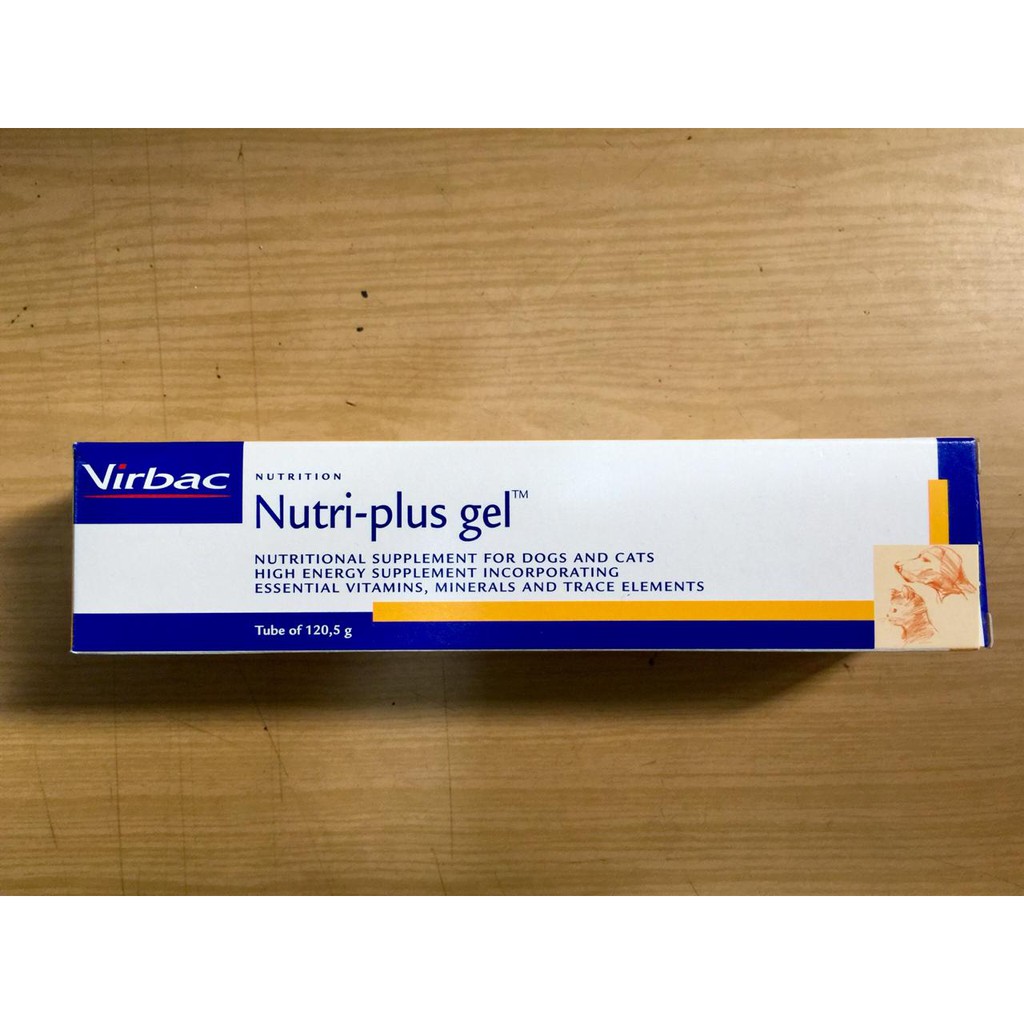 Virbac
NUTRITION
Nutri-plus gel™
NUTRITIONAL SUPPLEMENT FOR DOGS AND CATS
HIGH ENERGY SUPPLEMENT INCORPORATING
ESSENTIAL VITAMINS, MINERALS AND TRACE ELEMENTS
Tube of 120,5 g